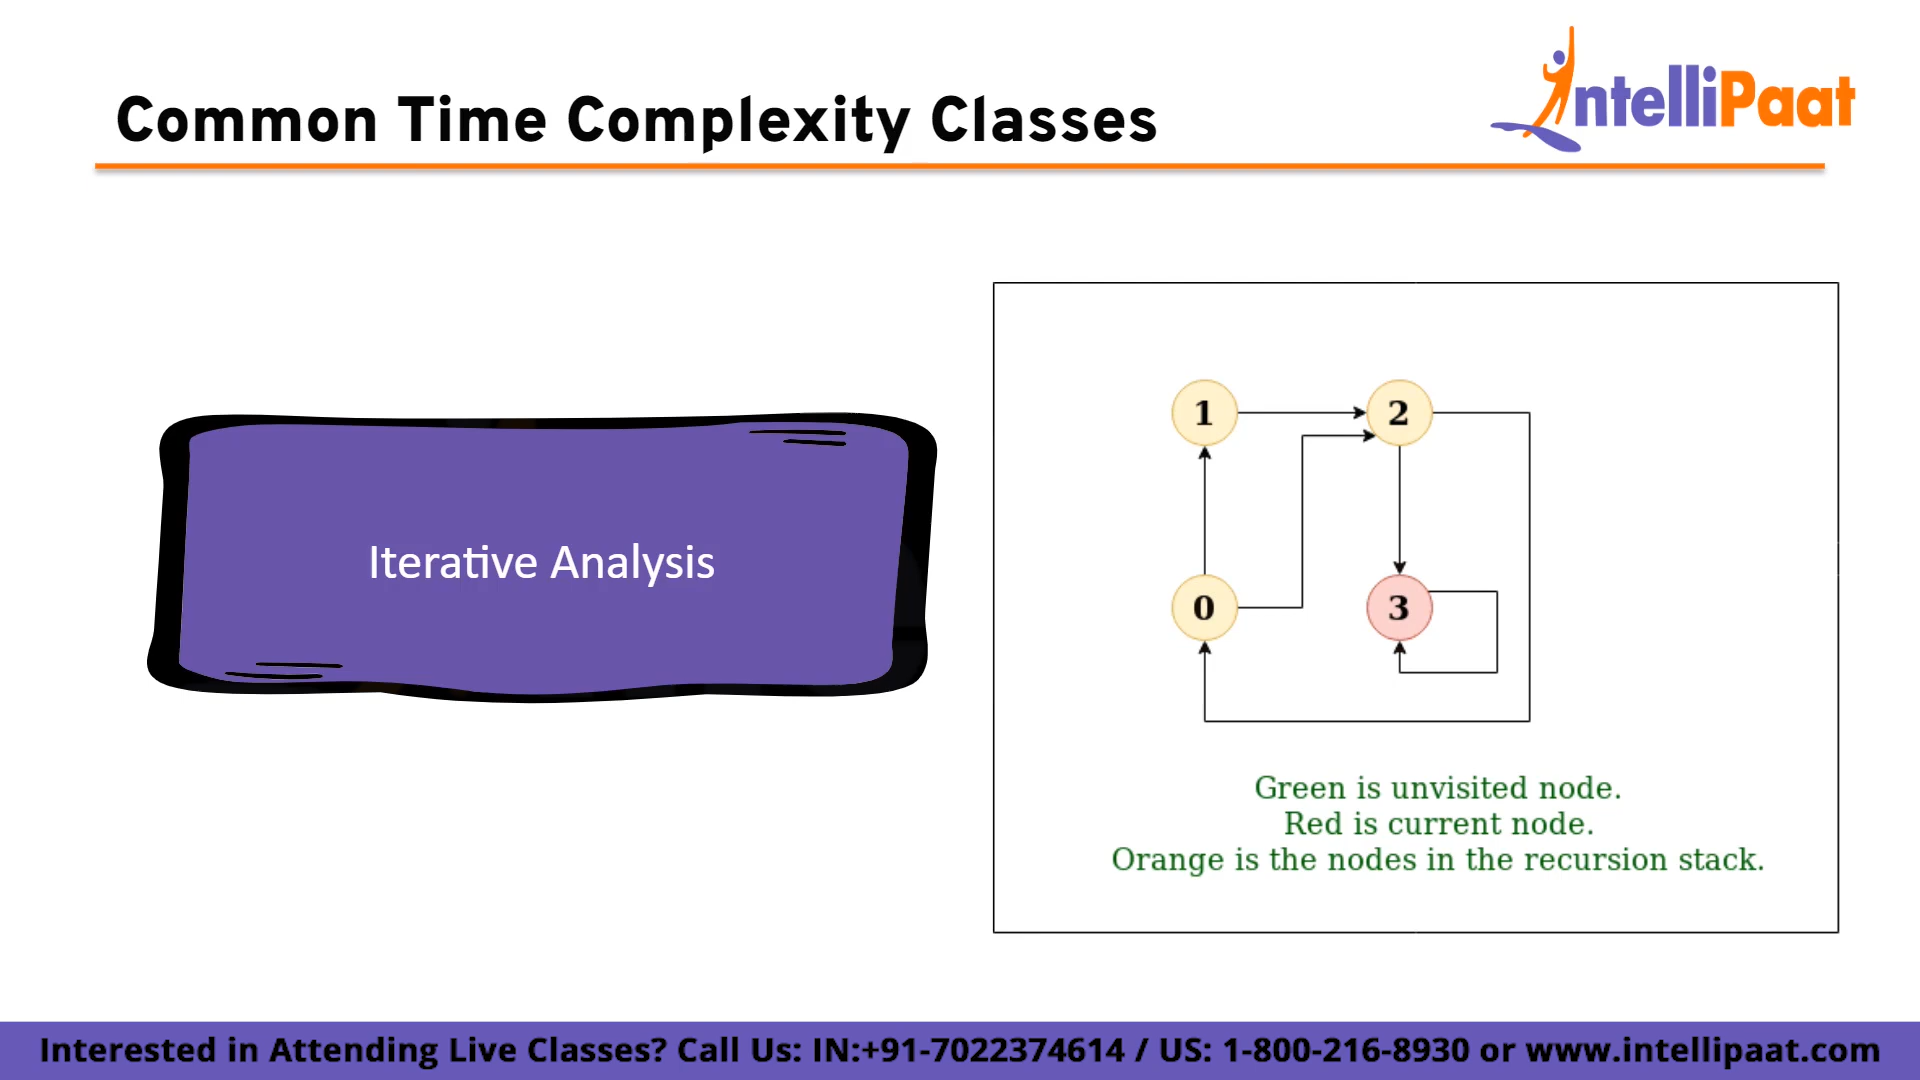 Common Time Complexity Classes
IntelliPaat
Iterative Analysis
1
2
0
3
Green is unvisited node.
Red is current node.
Orange is the nodes in the recursion stack.
Interested in Attending Live Classes? Call Us: IN:+91-7022374614 / US: 1-800-216-8930 or www.intellipaat.com